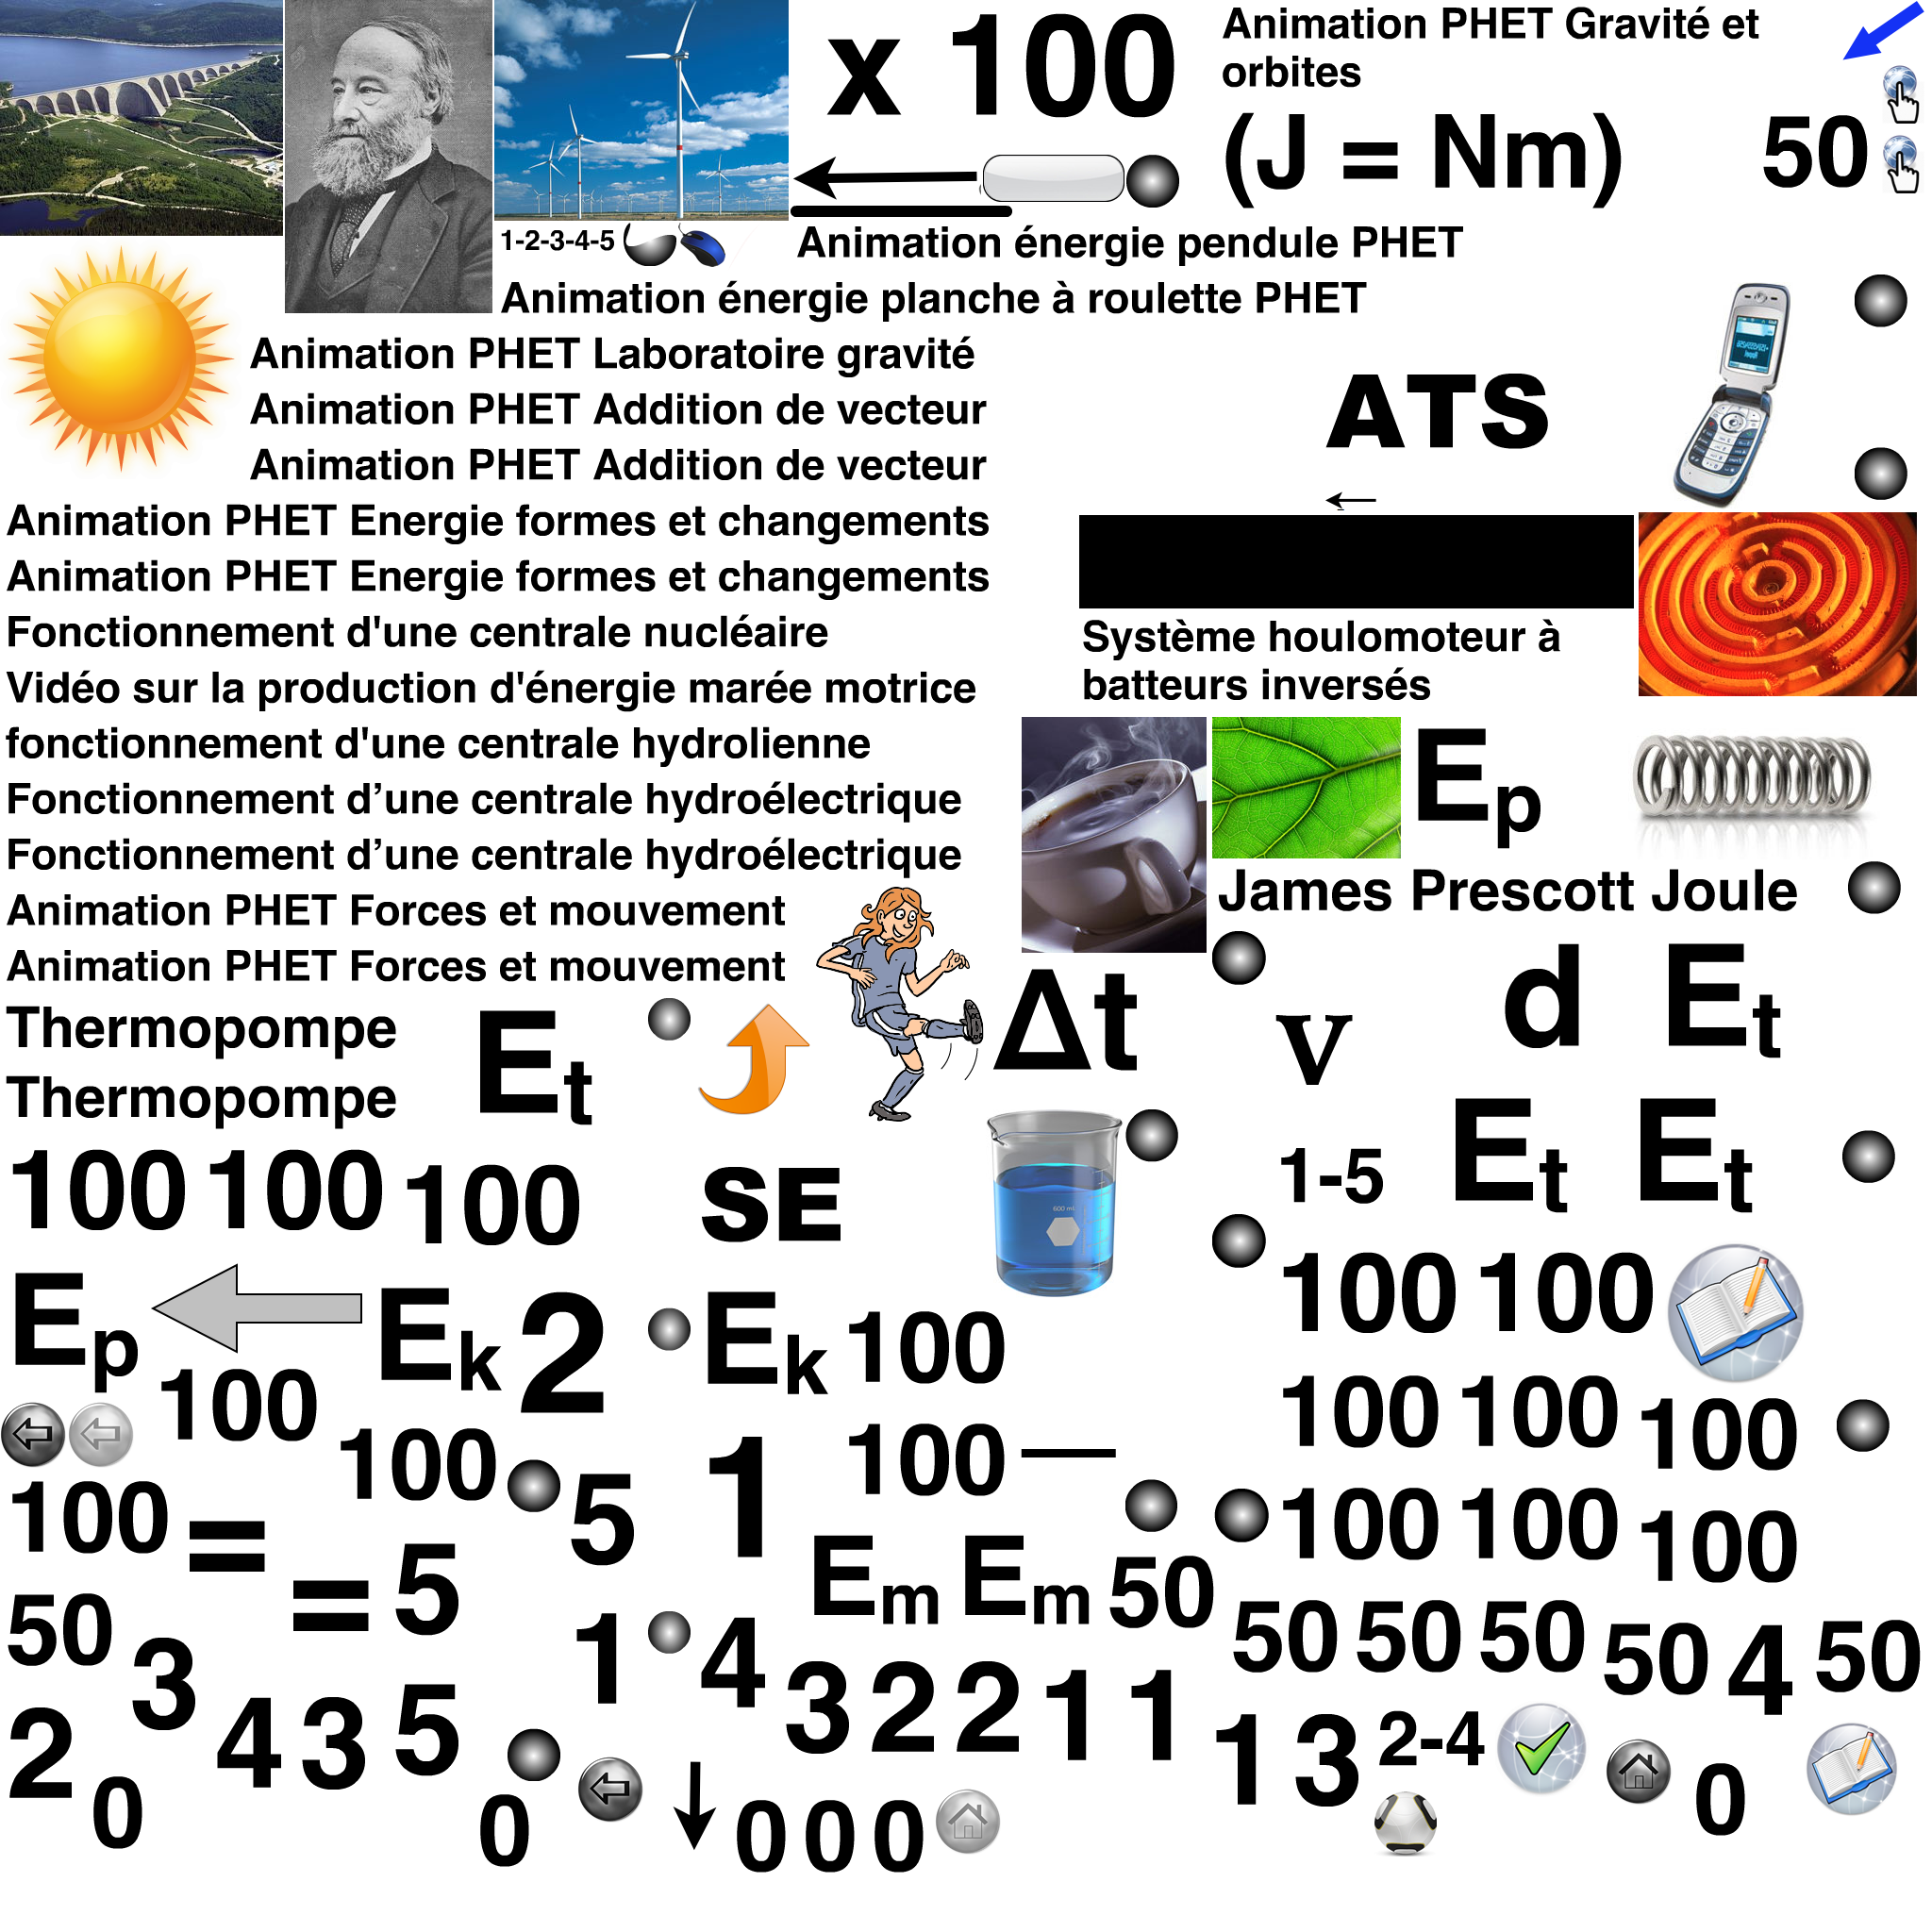 x 100
Animation PHET Gravité et
orbites
(J = Nm)
50
1-2-3-4-5
Animation énergie pendule PHET
Animation énergie planche à roulette PHET
Animation PHET Laboratoire gravité
Animation PHET Addition de vecteur
ATS
Animation PHET Addition de vecteur
Animation PHET Energie formes et changements
Animation PHET Energie formes et changements
Fonctionnement d'une centrale nucléaire
Système houlomoteur à
batteurs inversés
Vidéo sur la production d'énergie marée motrice
fonctionnement d'une centrale hydrolienne
Ep
Fonctionnement d’une centrale hydroélectrique
Fonctionnement d’une centrale hydroélectrique
James Prescott Joule
Animation PHET Forces et mouvement
Animation PHET Forces et mouvement
Thermopompe
Et
Δt
v
d
Et
Thermopompe
1-5
Et
Et
100 100 100
SE
600 ml
100 100
Ep
Ek
2
Ek
100
100
100 100 100
100
100
5
1
100
100 100 100
=
= 5
Em
Em
50
50
3
1
4
50 50 50 50 4 50
2
4 3 5
3 2 2 1 1
1 3
2-4
0
0
0 0 0
0